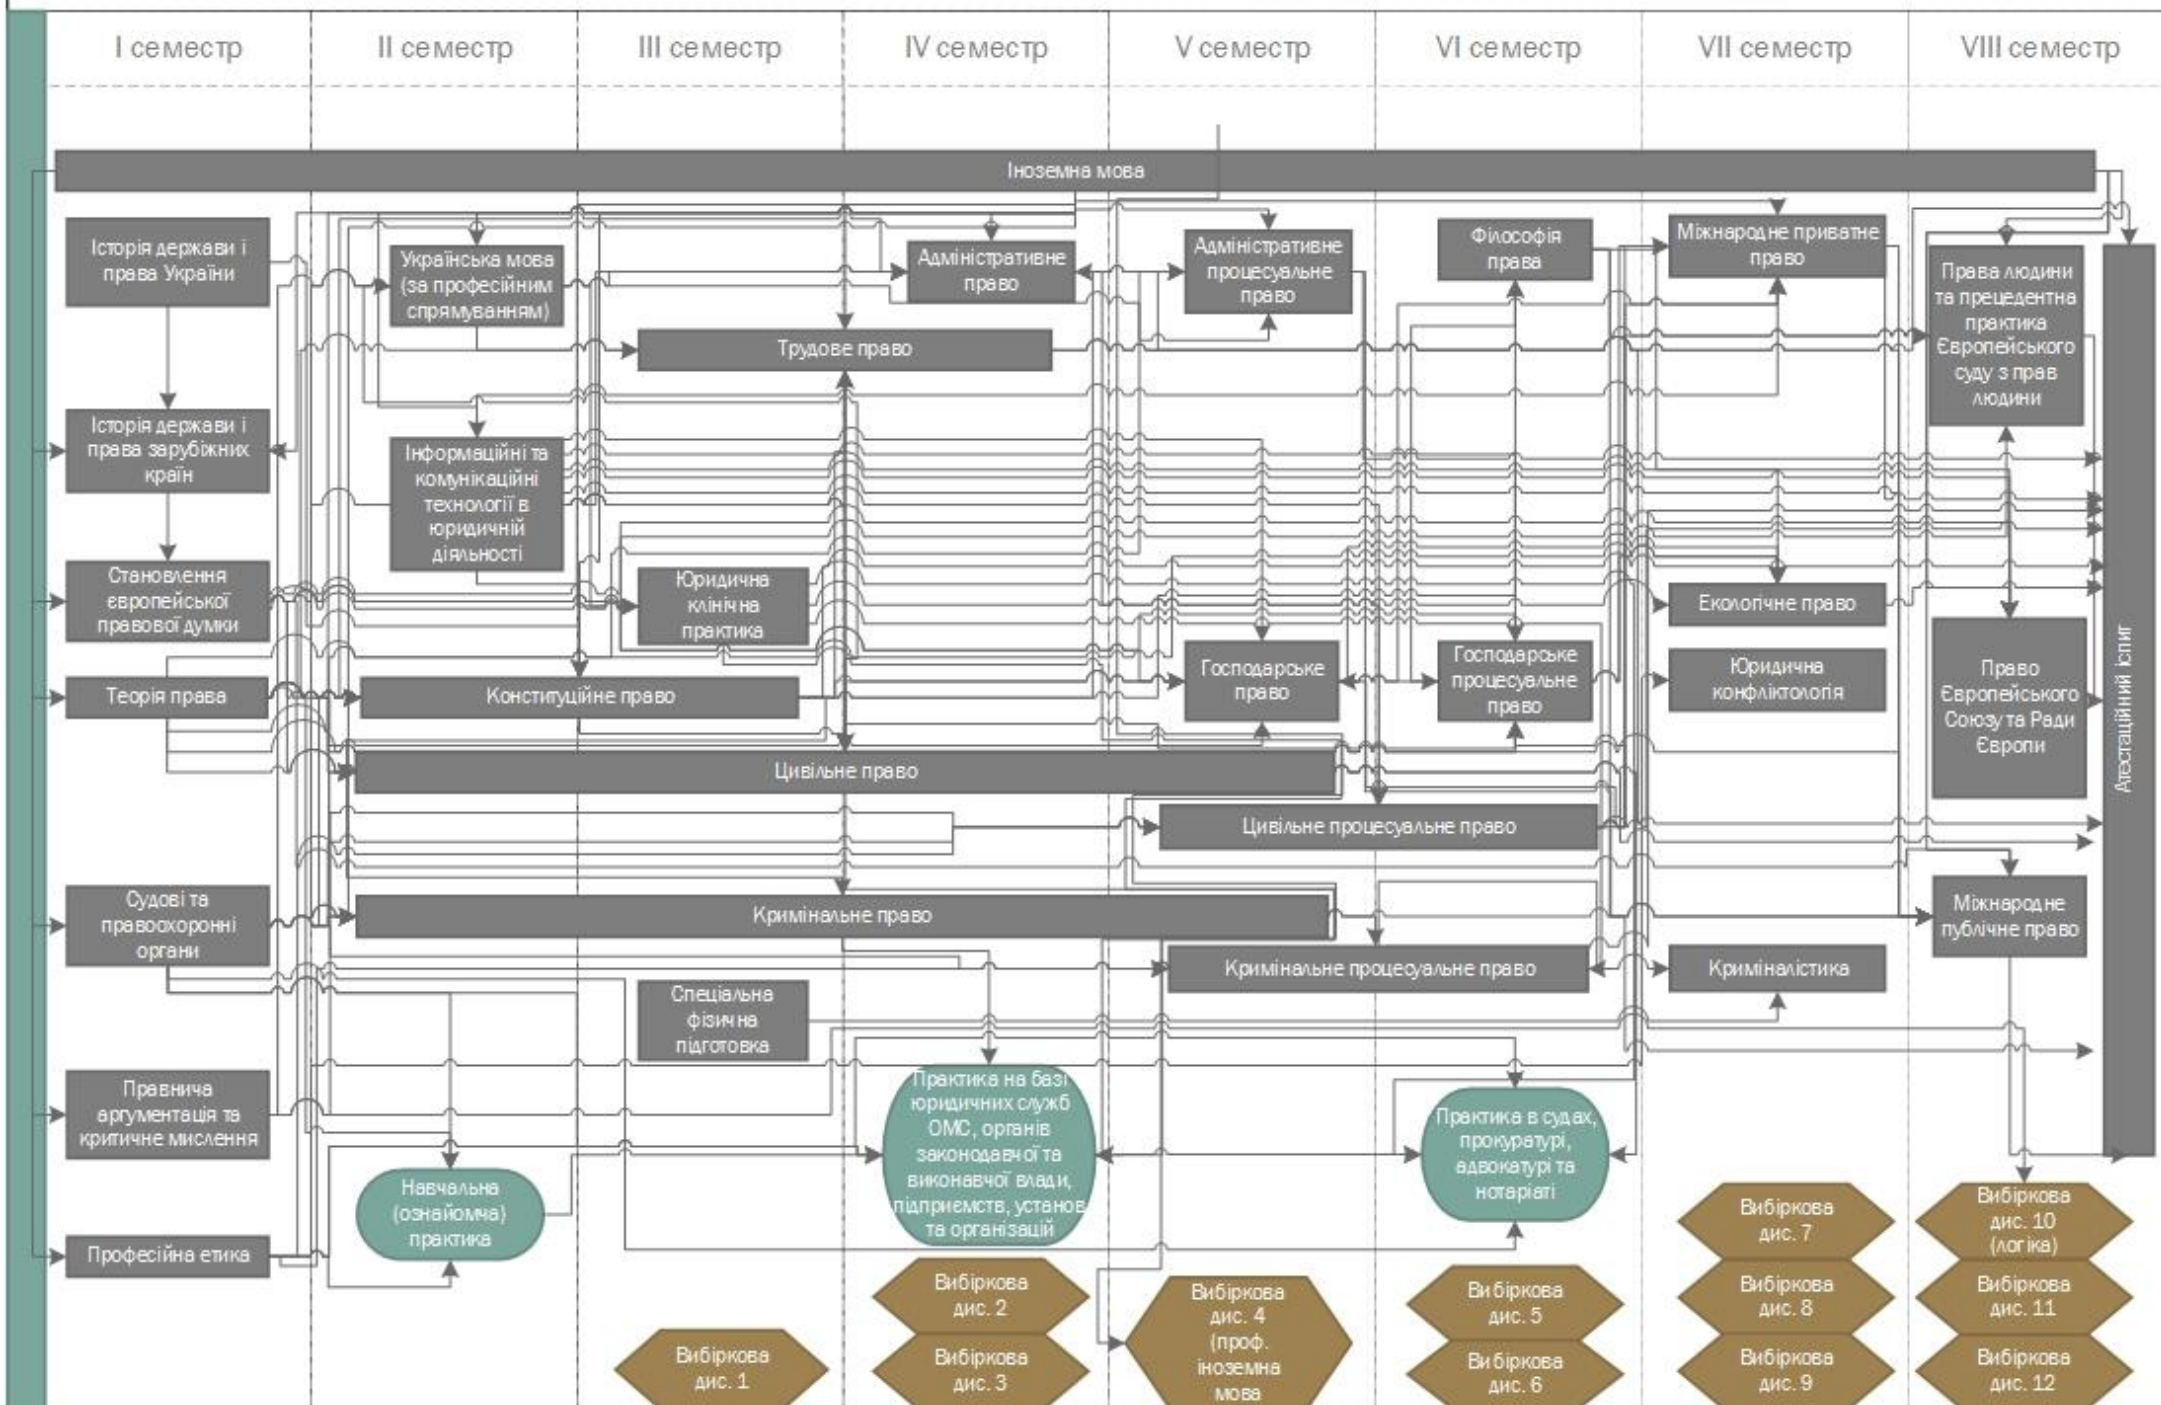 I семестр
II семестр
III семестр
IV семестр
V семестр
VI семестр
VII семестр
VIII семестр
Іноземна мова
Історія держави і
права України
Українська мова
(за професійним
спрямуванням)
Адміністративне
право
Адміністративне
процесуальне
право
Філософія
права
Міжнародне приватне
право
Права людини
та прецедентна
практика
Європейського
суду з прав
людини
Трудове право
Історія держави і
права зарубіжних
країн
Інформаційні та
комунікаційні
технології в
юридичній
діяльності
Становлення
європейської
правової думки
Юридична
клінічна
практика
Екологічне право
Теорія права
Конституційне право
Господарське
право
Господарське
процесуальне
право
Юридична
конфліктологія
Право
Європейського
Союзу та Ради
Європи
Атестаційний іспит
Цивільне право
Цивільне процесуальне право
Судові та
правоохоронні
органи
Кримінальне право
Міжнародне
публічне право
Кримінальне процесуальне право
Криміналістика
Спеціальна
фізична
підготовка
Правнича
аргументація та
критичне мислення
Практика на базі
юридичних служб
ОМС, органів
законодавчої та
виконавчої влади,
підприємств, установ
та організацій
Практика в судах,
прокуратурі,
адвокатурі та
нотаріаті
Навчальна
(ознайомча)
практика
Професійна етика
Вибіркова
дис. 1
Вибіркова
дис. 2
Вибіркова
дис. 3
Вибіркова
дис. 4
(проф.
іноземна
мова
Вибіркова
дис. 5
Вибіркова
дис. 6
Вибіркова
дис. 7
Вибіркова
дис. 8
Вибіркова
дис. 9
Вибіркова
дис. 10
(логіка)
Вибіркова
дис. 11
Вибіркова
дис. 12